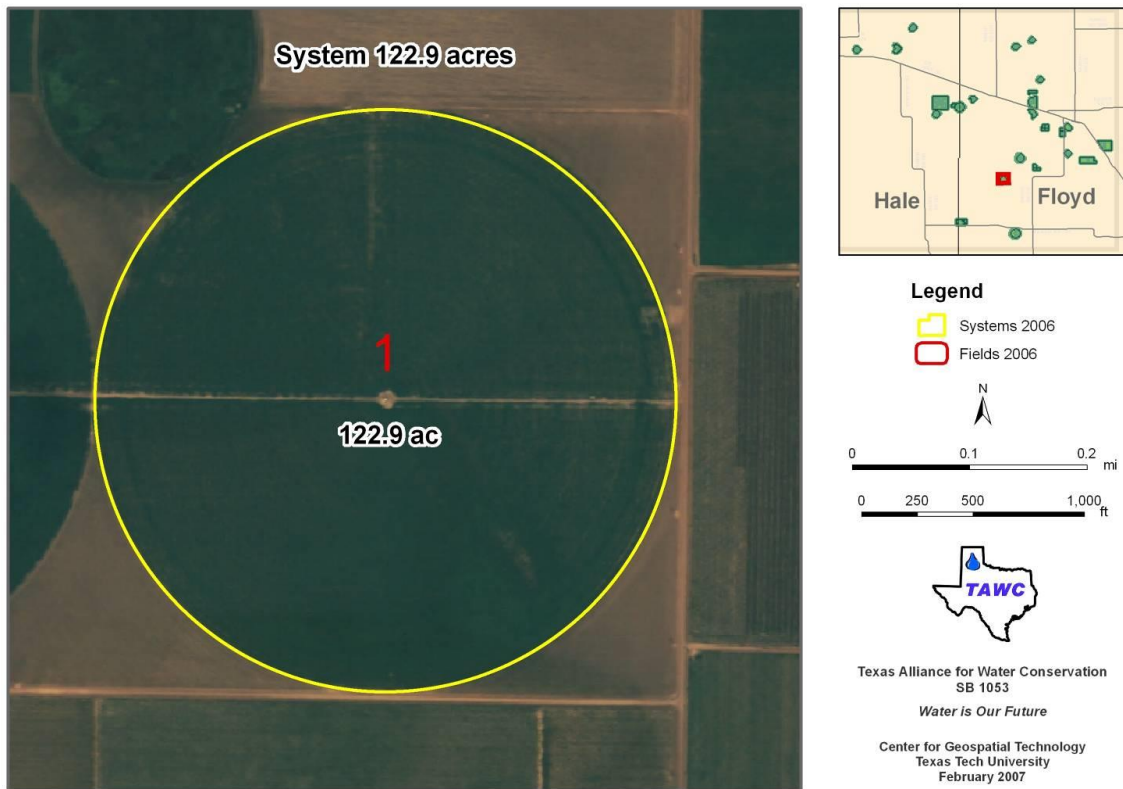 System 122.9 acres
1
122.9 ac
Hale
Floyd
Legend
Systems 2006
Fields 2006
N
0 0.1 0.2
mi
0 250 500 1,000
ft
TAWC
Texas Alliance for Water Conservation
SB 1053
Water is Our Future
Center for Geospatial Technology
Texas Tech University
February 2007